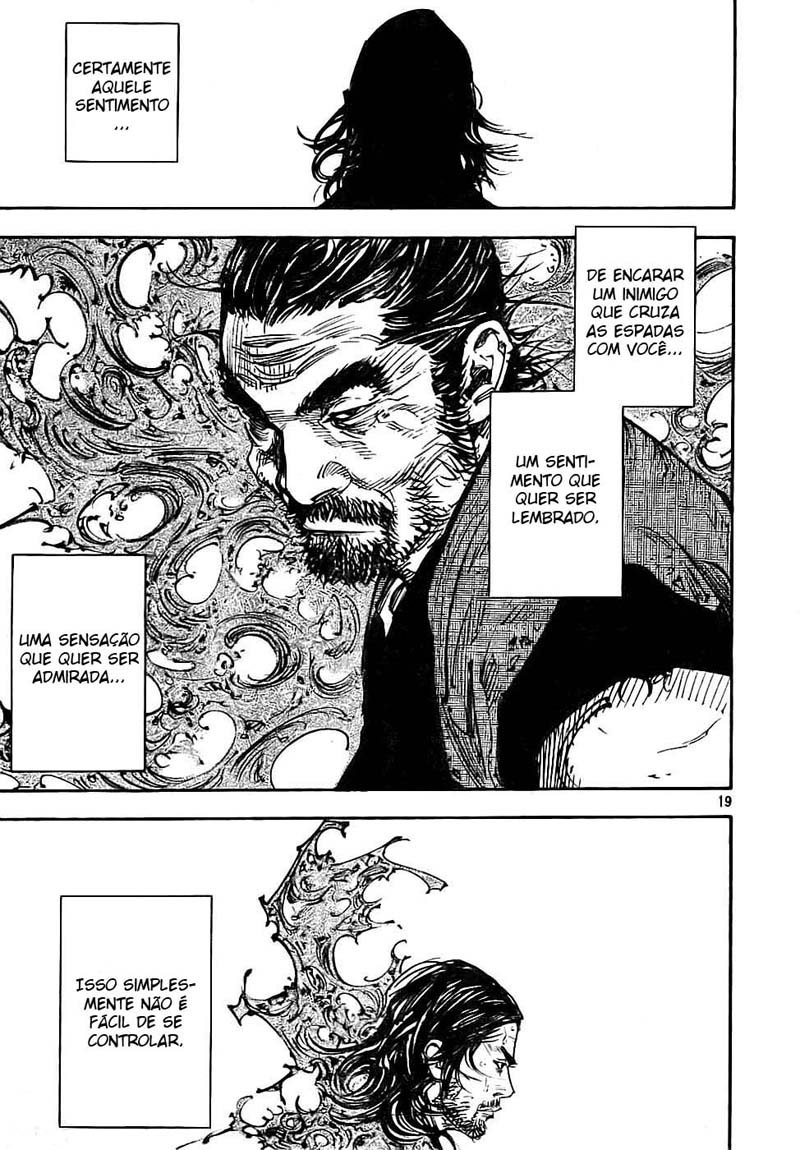 CERTAMENTE
AQUELE
SENTIMENTO
...
DE ENCARAR
UM INIMIGO
QUE CRUZA
AS ESPADAS
COM VOCÊ...
UM SENTI-
MENTO QUE
QUER SER
LEMBRADO.
UMA SENSAÇÃO
QUE QUER SER
ADMIRADA...
19
ISSO SIMPLES-
MENTE NÃO É
FÁCIL DE SE
CONTROLAR.